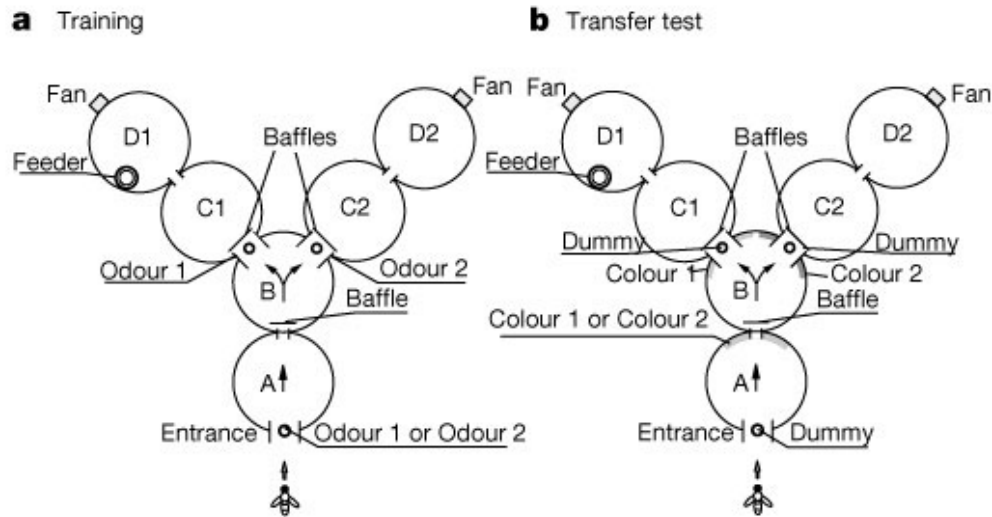 a Training
Fan
D1
D2
Fan
Baffles
Feeder
C1
C2
Odour 1
Odour 2
B
Baffle
A
Entrance
Odour 1 or Odour 2
b Transfer test
Fan
D1
D2
Fan
Baffles
Feeder
C1
C2
Dummy
Dummy
Colour 1
Colour 2
B
Baffle
Colour 1 or Colour 2
A
Entrance
Dummy